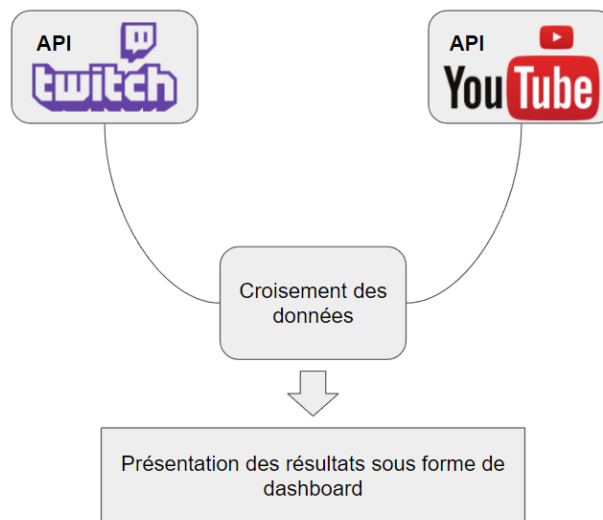 API
twitch
API
YouTube
Croisement des
données
Présentation des résultats sous forme de
dashboard